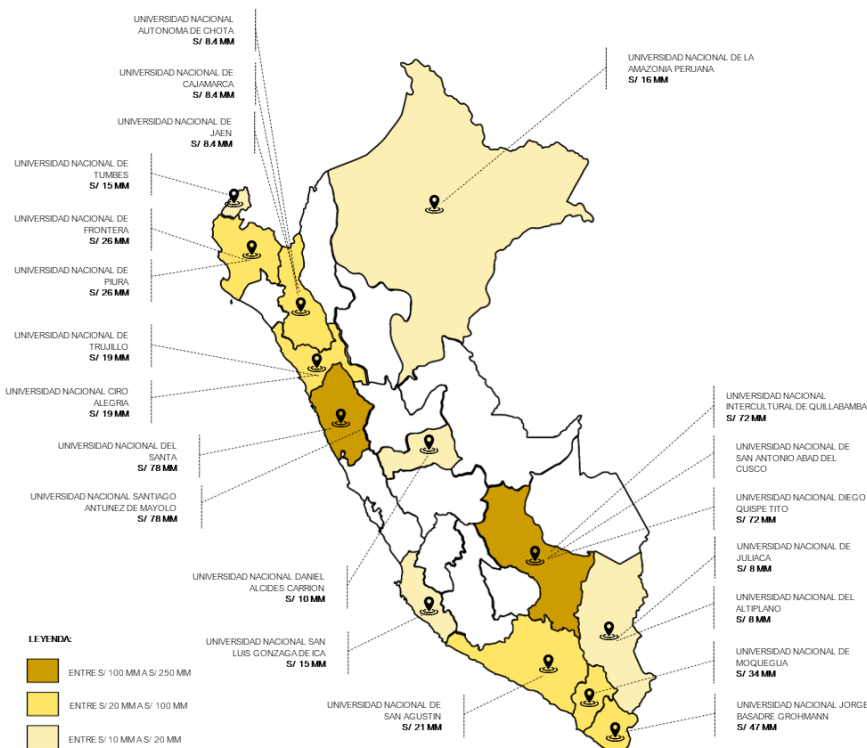 UNIVERSIDAD NACIONAL
AUTONOMA DE CHOTA
S/ 8.4 MM
UNIVERSIDAD NACIONAL DE
CAJAMARCA
S/ 8.4 MM
UNIVERSIDAD NACIONAL DE
JAEN
S/ 8.4 MM
UNIVERSIDAD NACIONAL DE
TUMBES
S/ 15 MM
UNIVERSIDAD NACIONAL DE
FRONTERA
S/ 26 MM
UNIVERSIDAD NACIONAL DE
PIURA
S/ 26 MM
UNIVERSIDAD NACIONAL DE
TRUJILLO
S/ 19 MM
UNIVERSIDAD NACIONAL CIRO
ALEGRIA
S/ 19 MM
UNIVERSIDAD NACIONAL DEL
SANTA
S/ 78 MM
UNIVERSIDAD NACIONAL SANTIAGO
ANTUNEZ DE MAYOLO
S/ 78 MM
UNIVERSIDAD NACIONAL DANIEL
ALCIDES CARRION
S/ 10 MM
UNIVERSIDAD NACIONAL SAN
LUIS GONZAGA DE ICA
S/ 15 MM
UNIVERSIDAD NACIONAL DE
SAN AGUSTIN
S/ 21 MM
UNIVERSIDAD NACIONAL DE LA
AMAZONIA PERUANA
S/ 16 MM
UNIVERSIDAD NACIONAL
INTERCULTURAL DE QUILLABAMBA
S/ 72 MM
UNIVERSIDAD NACIONAL DE
SAN ANTONIO ABAD DEL
CUSCO
UNIVERSIDAD NACIONAL DIEGO
QUISPE TITO
S/ 72 MM
UNIVERSIDAD NACIONAL DE
JULIACA
S/ 8 MM
UNIVERSIDAD NACIONAL DEL
ALTIPLANO
S/ 8 MM
UNIVERSIDAD NACIONAL DE
MOQUEGUA
S/ 34 MM
UNIVERSIDAD NACIONAL JORGE
BASADRE GROHMANN
S/ 47 MM
LEYENDA:
ENTRE S/ 100 MM A S/ 250 MM
ENTRE S/ 20 MM A S/ 100 MM
ENTRE S/ 10 MM A S/ 20 MM